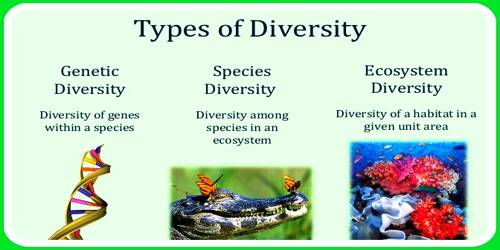 Types of Diversity
Genetic
Diversity
Diversity of genes
within a species
Species
Diversity
Diversity among
species in an
ecosystem
Ecosystem
Diversity
Diversity of a habitat in a
given unit area